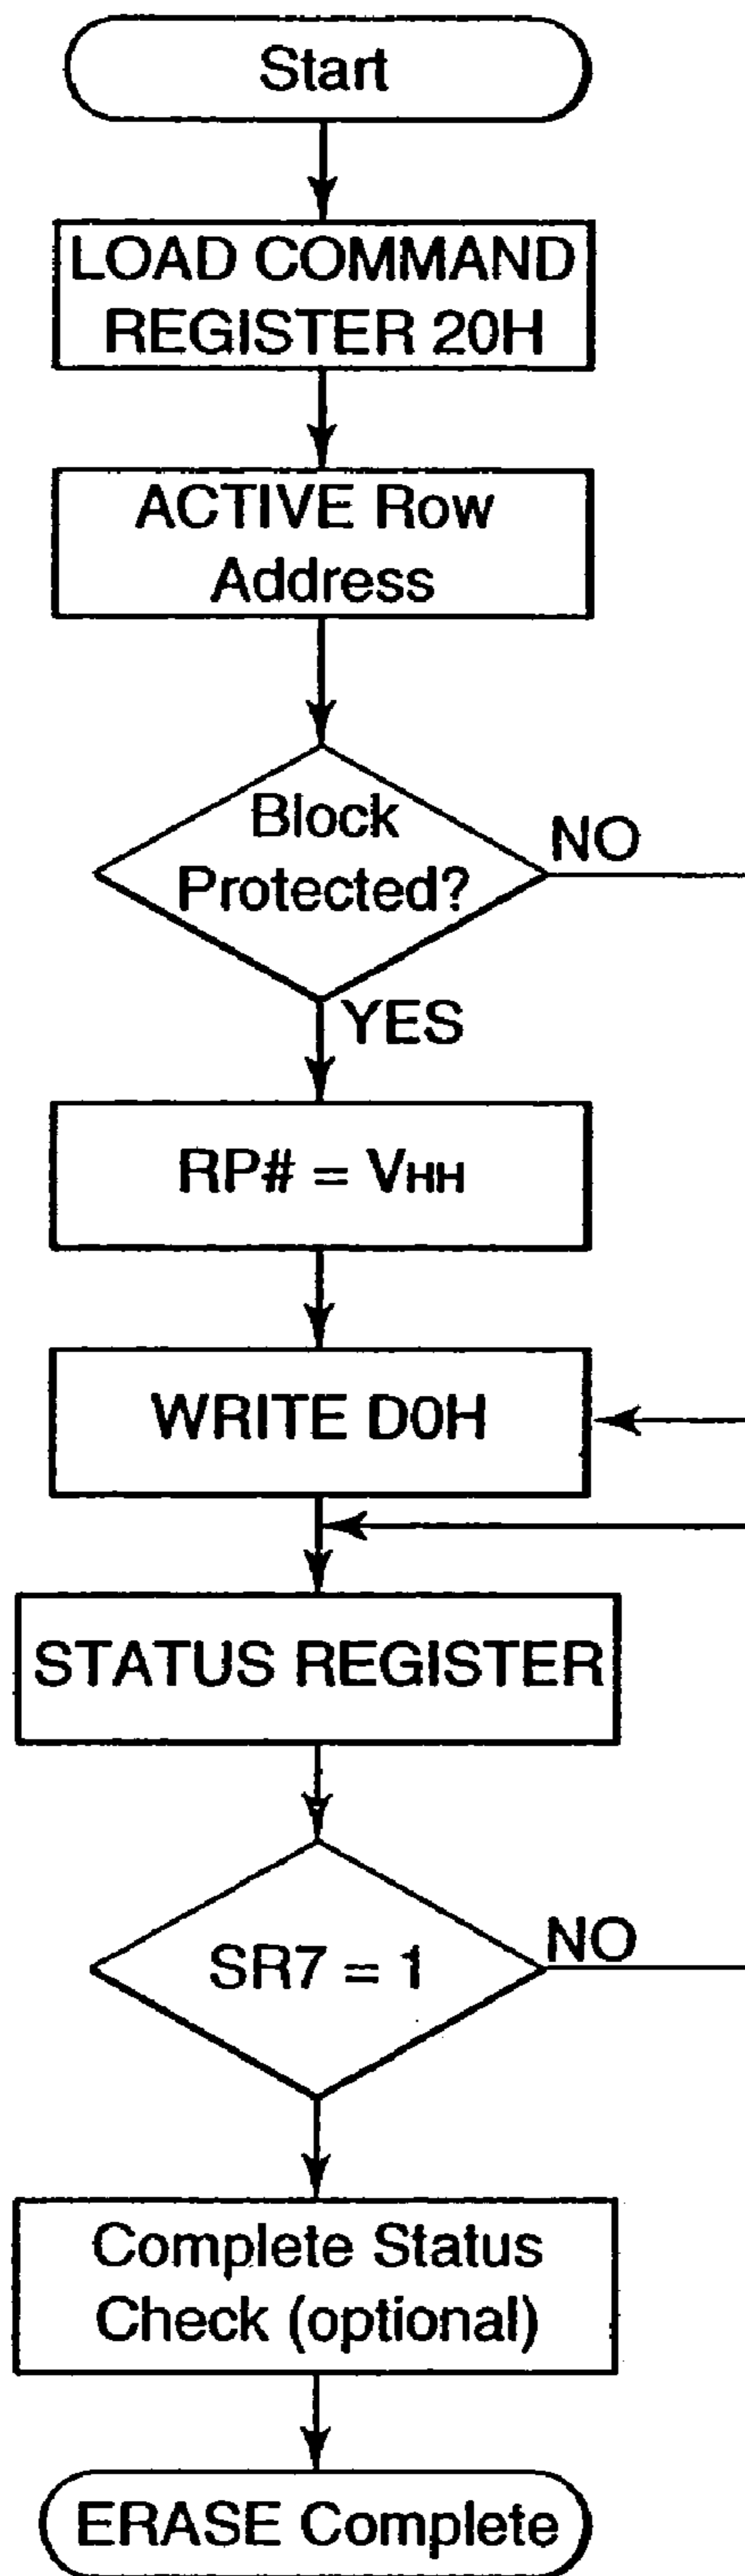 Start
LOAD COMMAND
REGISTER 20H
ACTIVE Row
Address
Block
Protected?
NO
YES
RP# = VHH
WRITE D0H
STATUS REGISTER
SR7 = 1
NO
Complete Status
Check (optional)
ERASE Complete